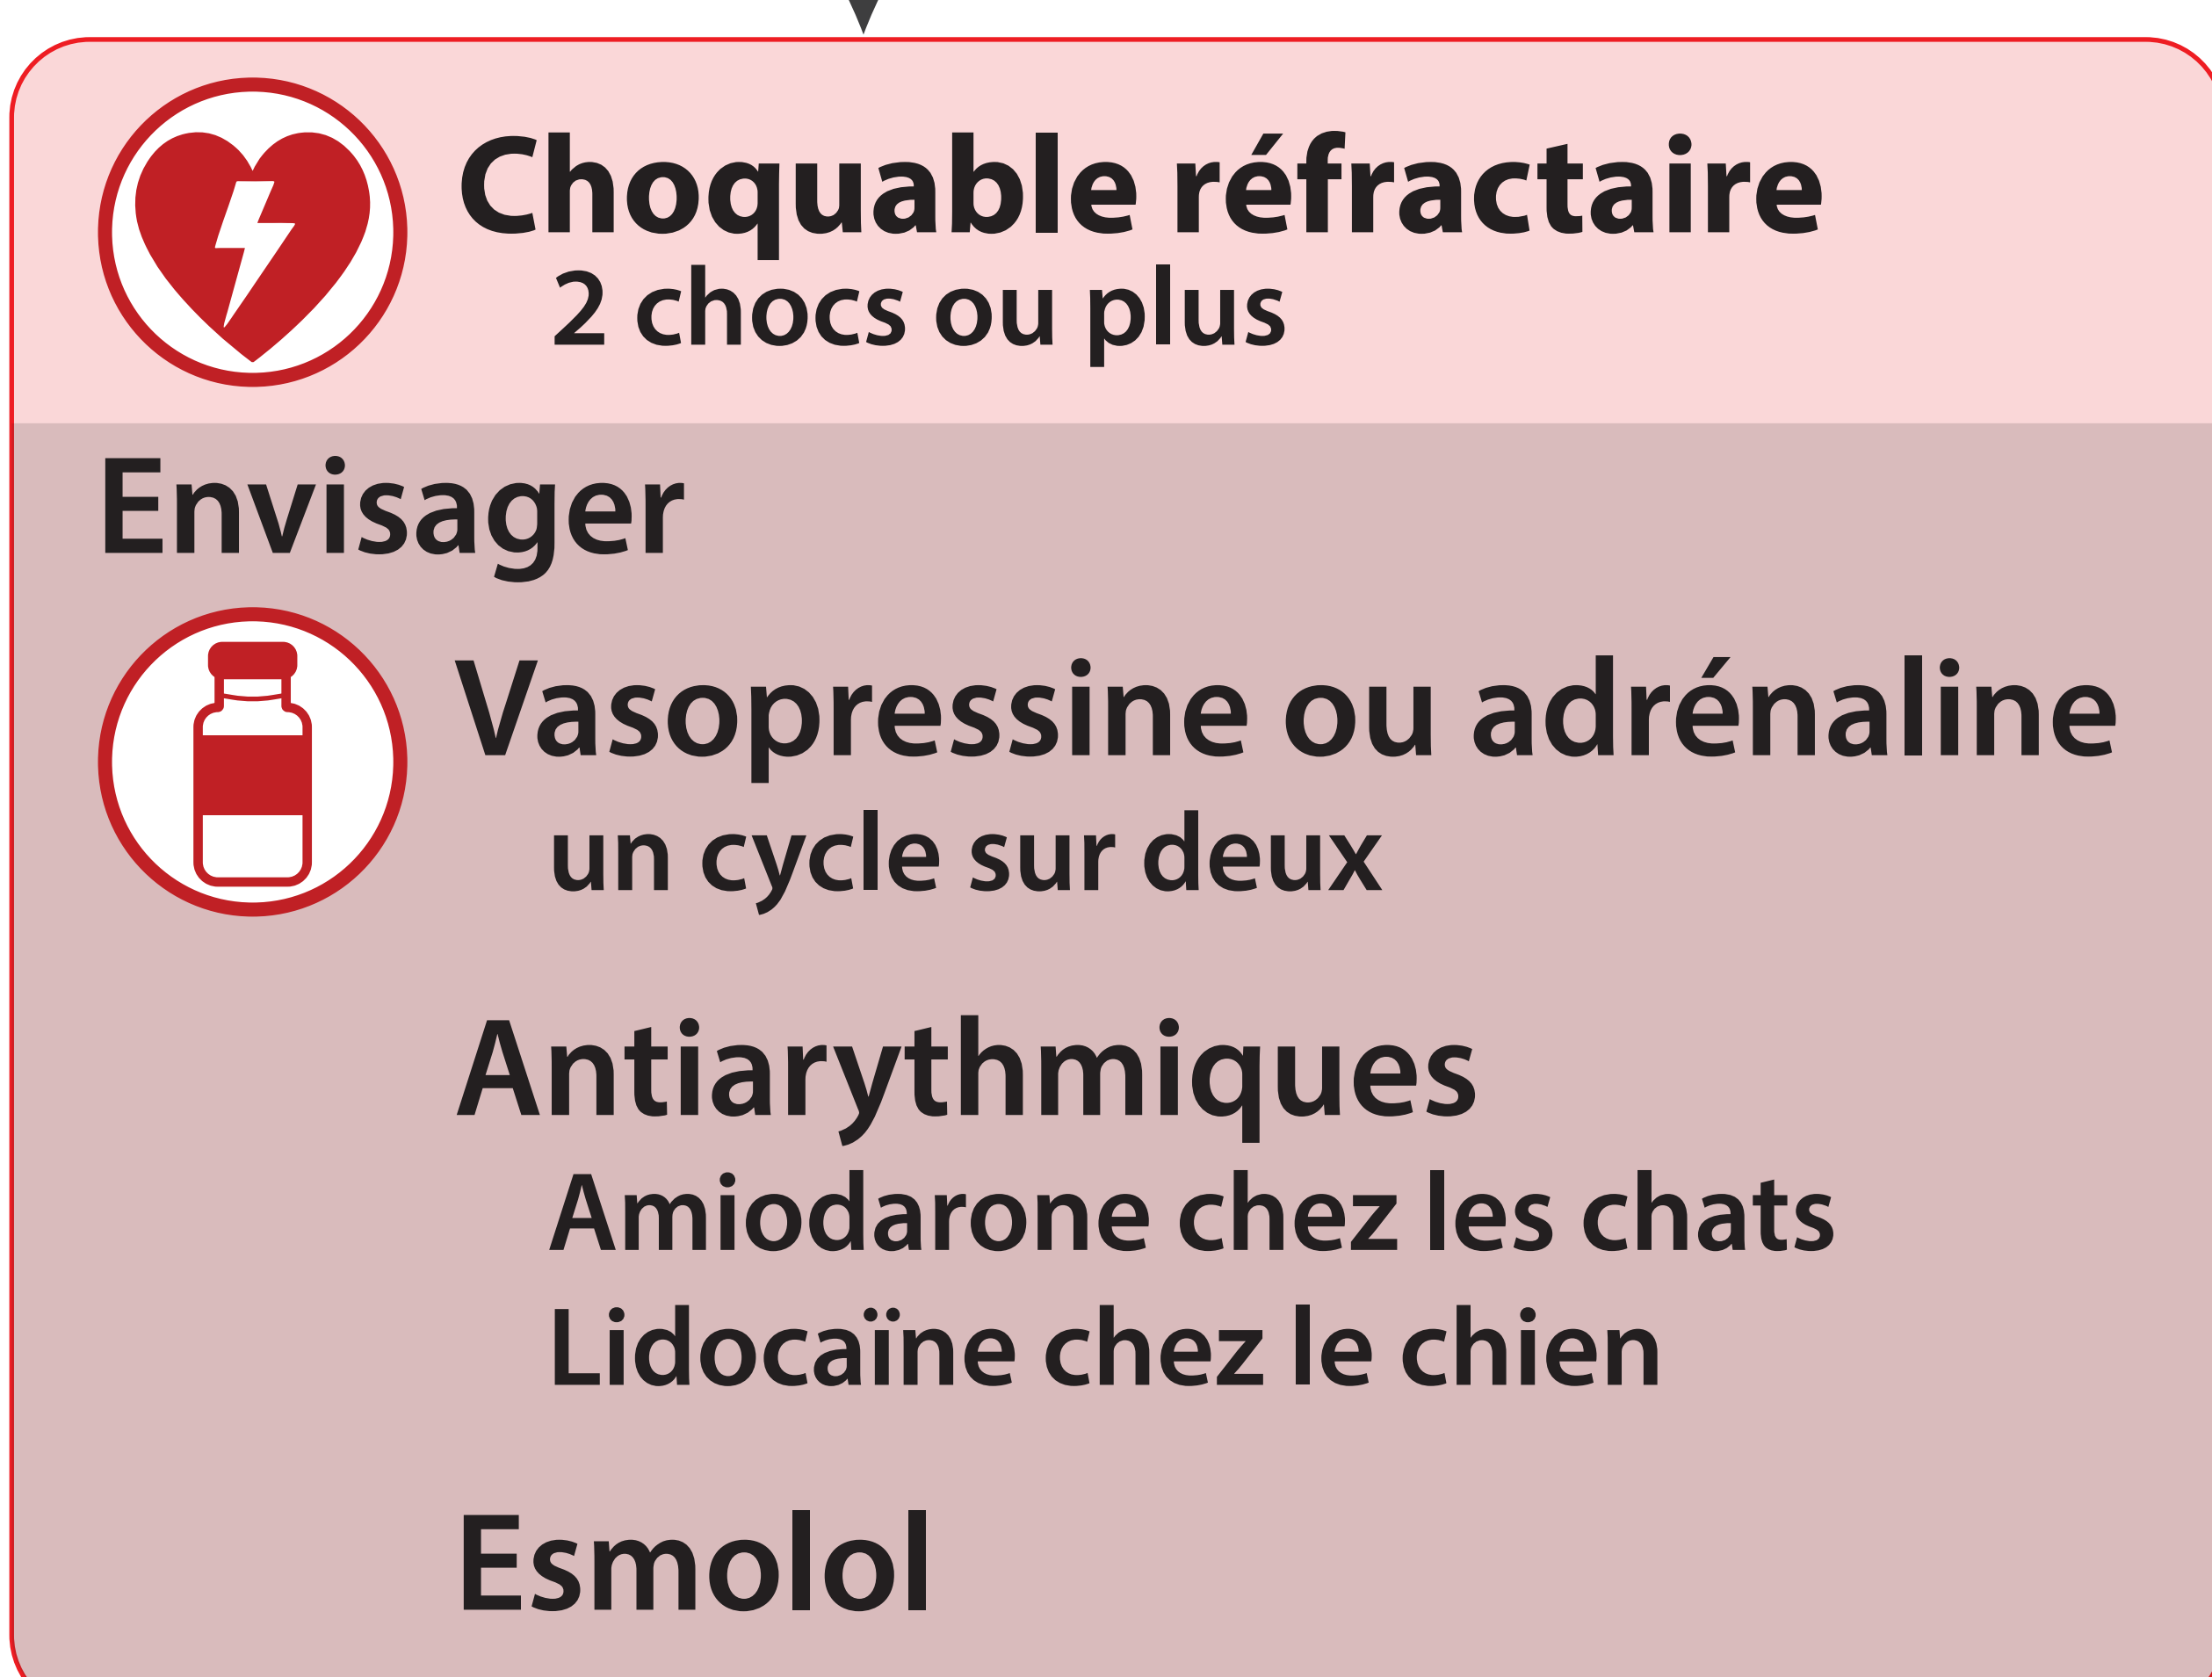 Choquable réfractaire
2 chocs ou plus
Envisager
Vasopressine ou adrénaline
un cycle sur deux
Antiarythmiques
Amiodarone chez les chats
Lidocaïne chez le chien
Esmolol